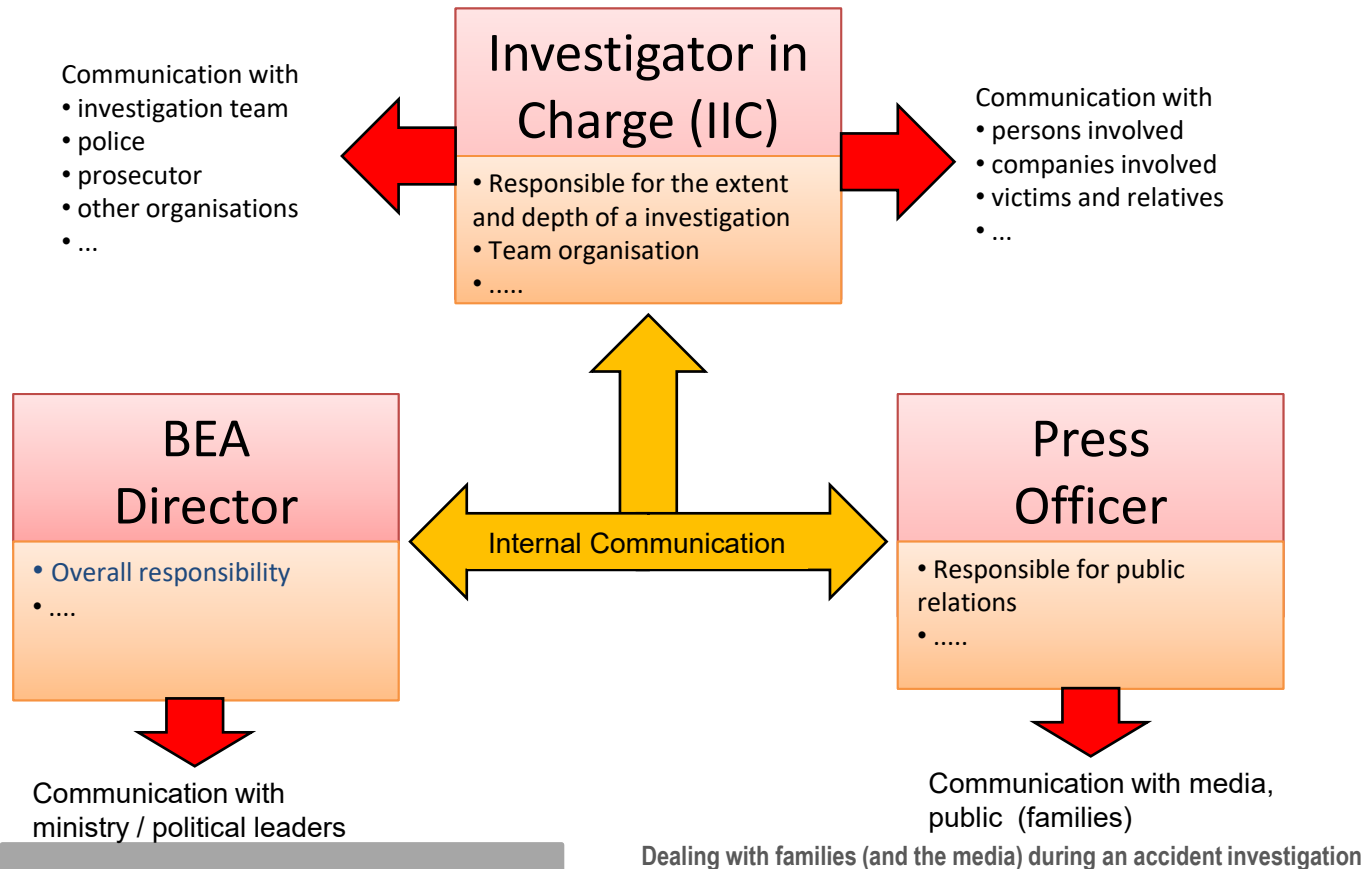 Investigator in
Charge (IIC)
• Responsible for the extent
and depth of a investigation
• Team organisation
• .....
Communication with
• investigation team
• police
• prosecutor
• other organisations
• ...
Communication with
• persons involved
• companies involved
• victims and relatives
• ...
BEA
Director
• Overall responsibility
• ....
Internal Communication
Press
Officer
• Responsible for public
relations
• .....
Communication with
ministry / political leaders
Communication with media,
public (families)
Dealing with families (and the media) during an accident investigation